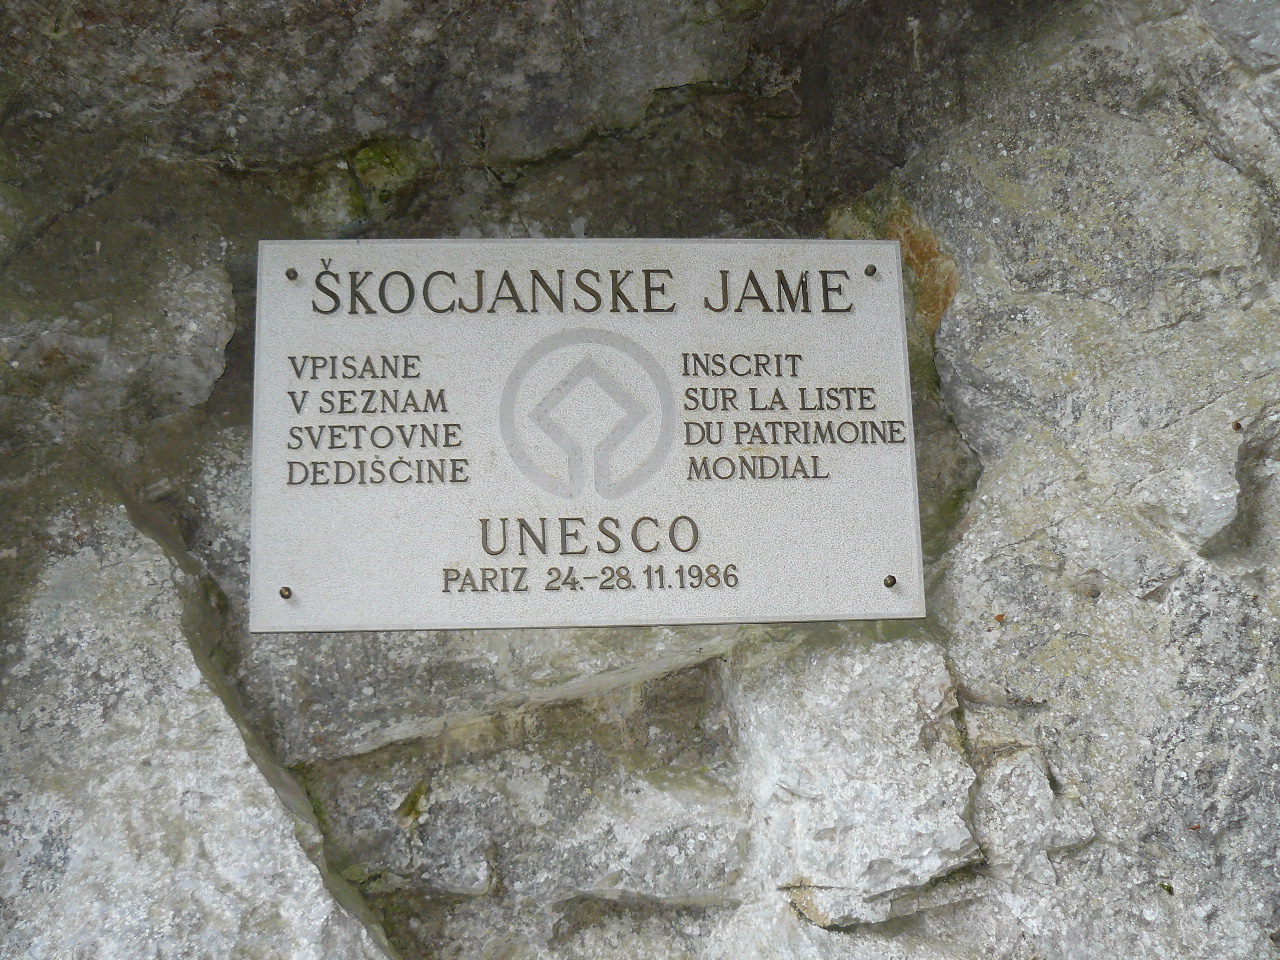 ŠKOCJANSKE JAME
VPISANE
V SEZNAM
SVETOVNE
DEDIŠČINE
INSCRIT
SUR LA LISTE
DU PATRIMOINE
MONDIAL
UNESCO
PARIZ 24.-28.11.1986